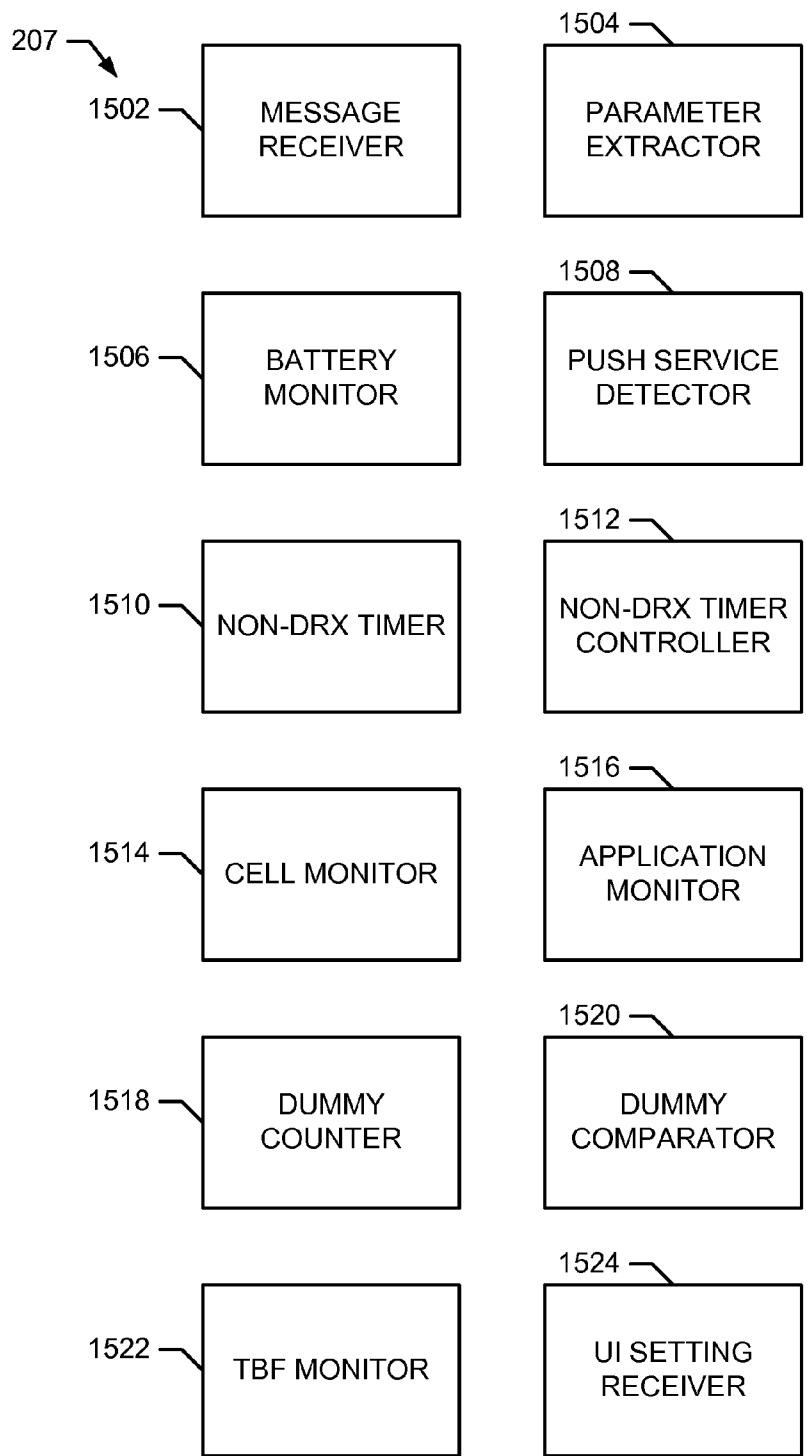 207
1502
MESSAGE
RECEIVER
1504
PARAMETER
EXTRACTOR
1506
BATTERY
MONITOR
1508
PUSH SERVICE
DETECTOR
1510
NON-DRX TIMER
1512
NON-DRX TIMER
CONTROLLER
1514
CELL MONITOR
1516
APPLICATION
MONITOR
1518
DUMMY
COUNTER
1520
DUMMY
COMPARATOR
1522
TBF MONITOR
1524
UI SETTING
RECEIVER